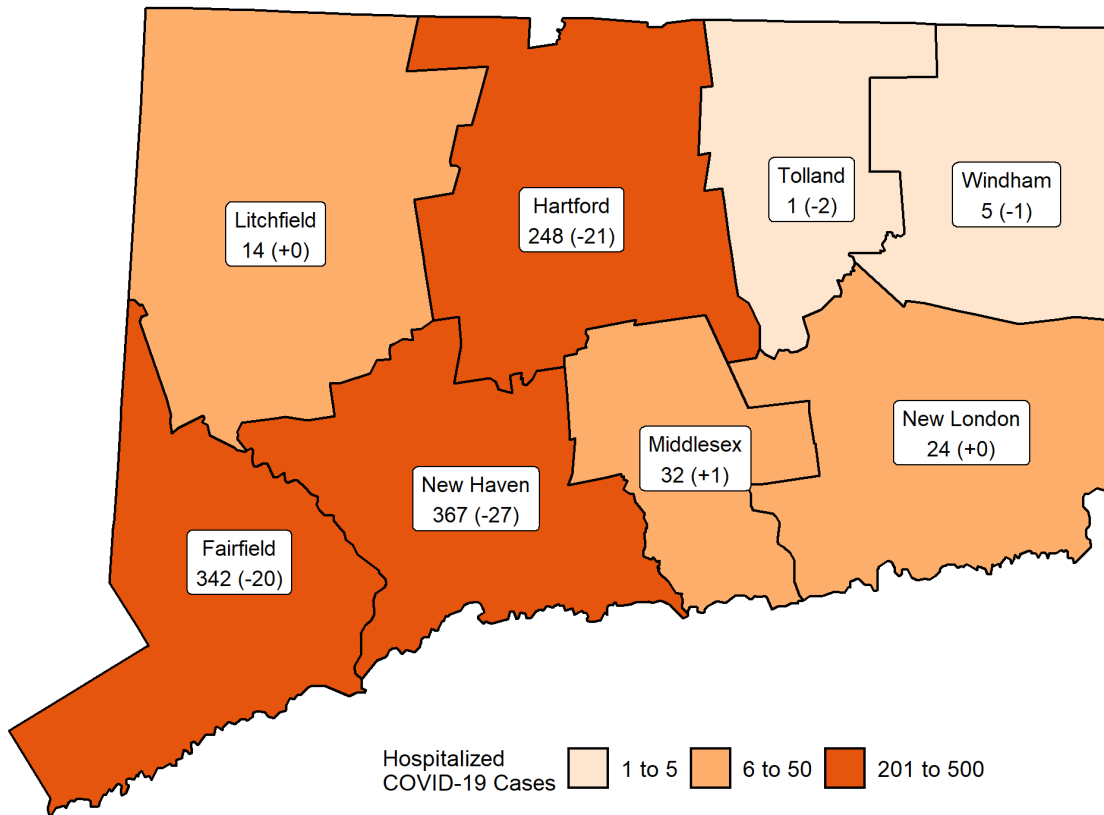 Tolland
1 (-2)
Windham
5 (-1)
Litchfield
14 (+0)
Hartford
248 (-21)
New London
24 (+0)
Middlesex
32 (+1)
New Haven
367 (-27)
Fairfield
342 (-20)
Hospitalized
COVID-19 Cases
1 to 5
6 to 50
201 to 500